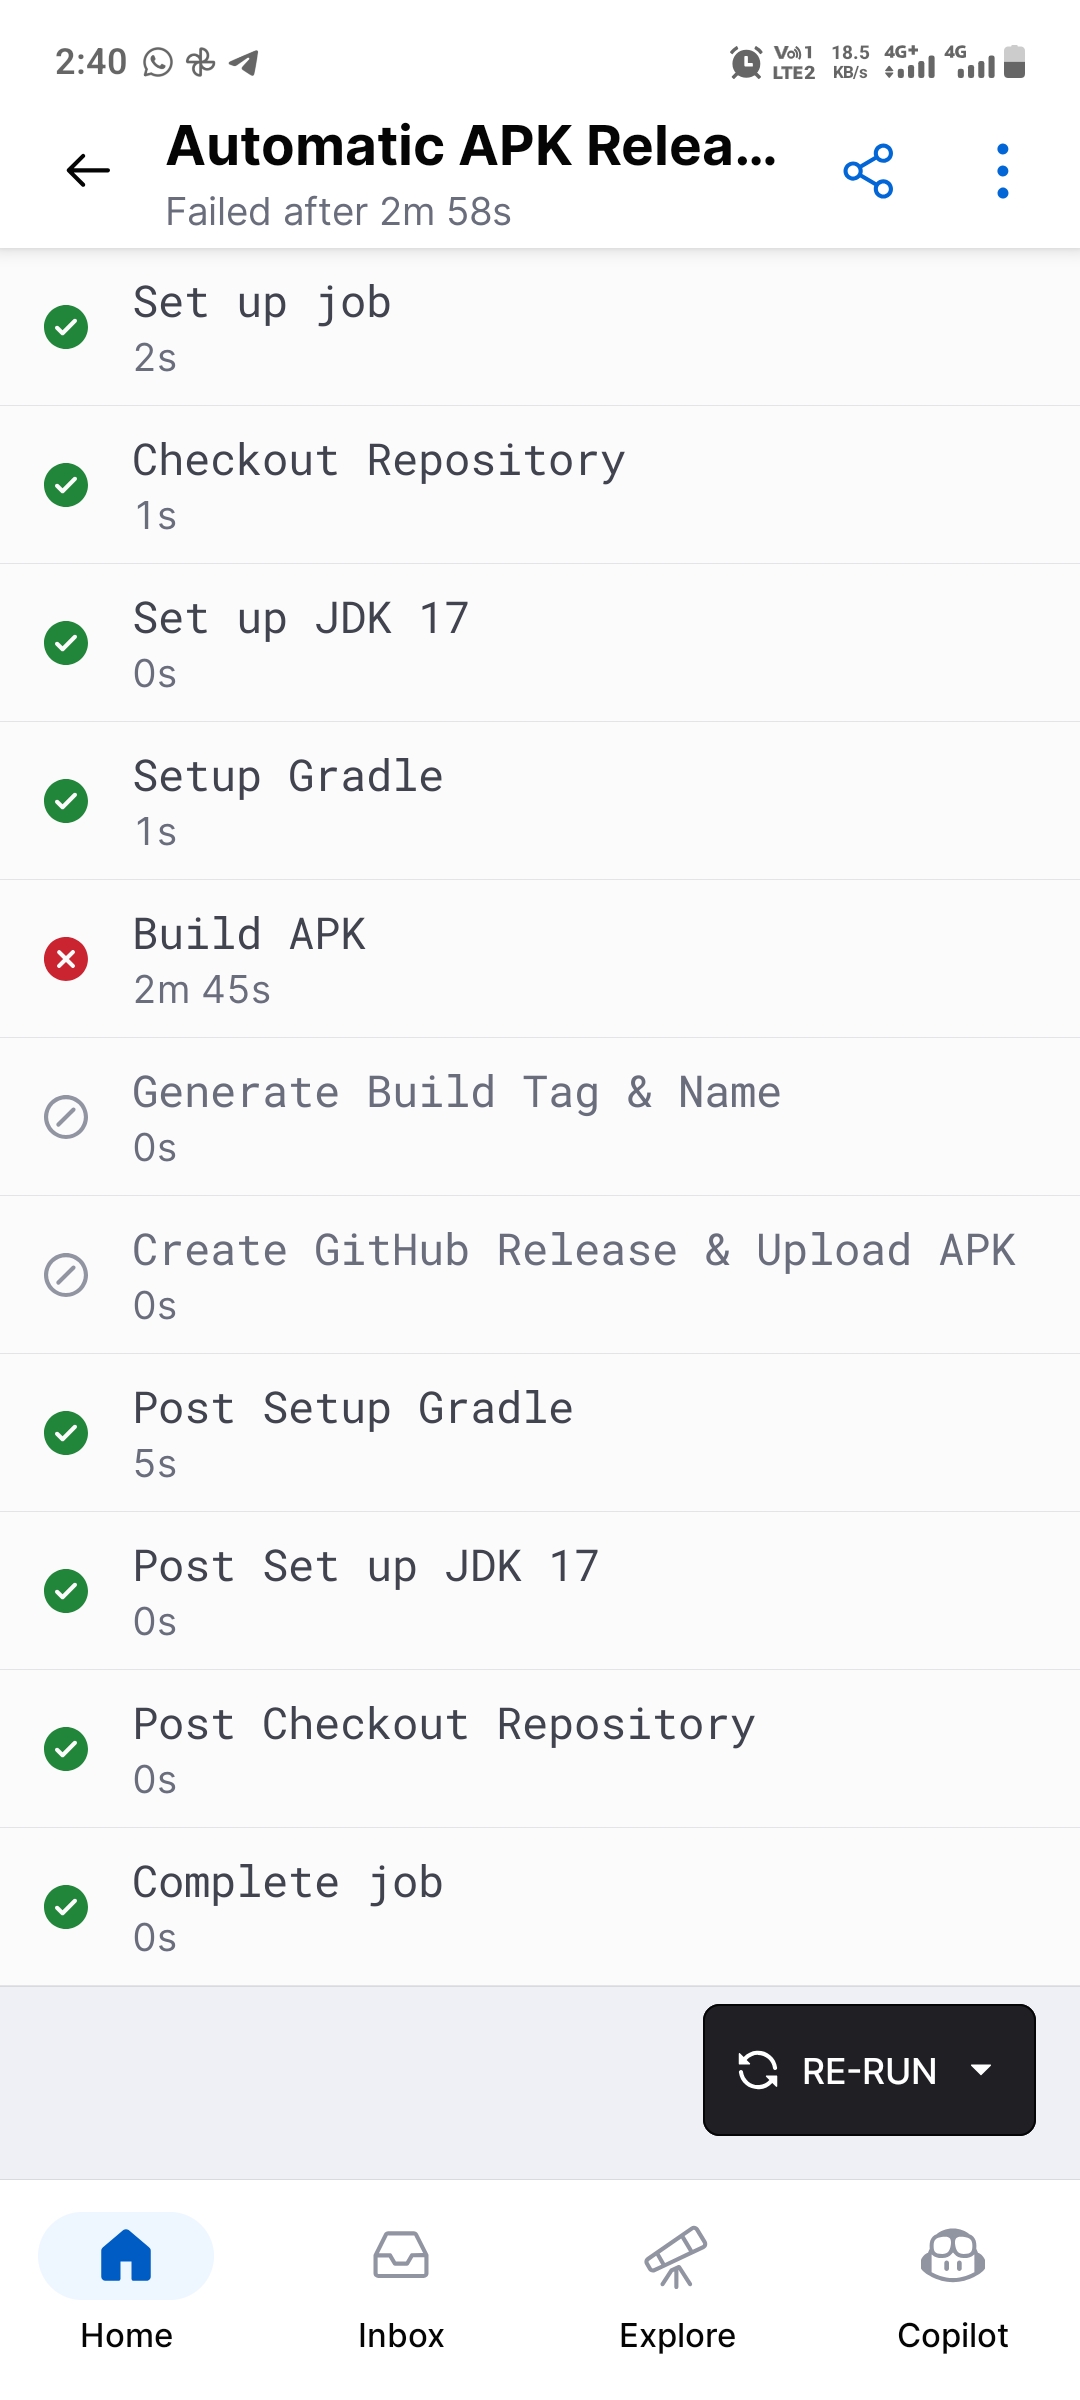 2:40
Vo)) 1
LTE2
18.5
KB/s
4G+
4G
Automatic APK Relea...
Failed after 2m 58s
Set up job
2s
Checkout Repository
1s
Set up JDK 17
0s
Setup Gradle
1s
Build APK
2m 45s
Generate Build Tag & Name
0s
Create GitHub Release & Upload APK
0s
Post Setup Gradle
5s
Post Set up JDK 17
0s
Post Checkout Repository
0s
Complete job
0s
RE-RUN
Home
Inbox
Explore
Copilot